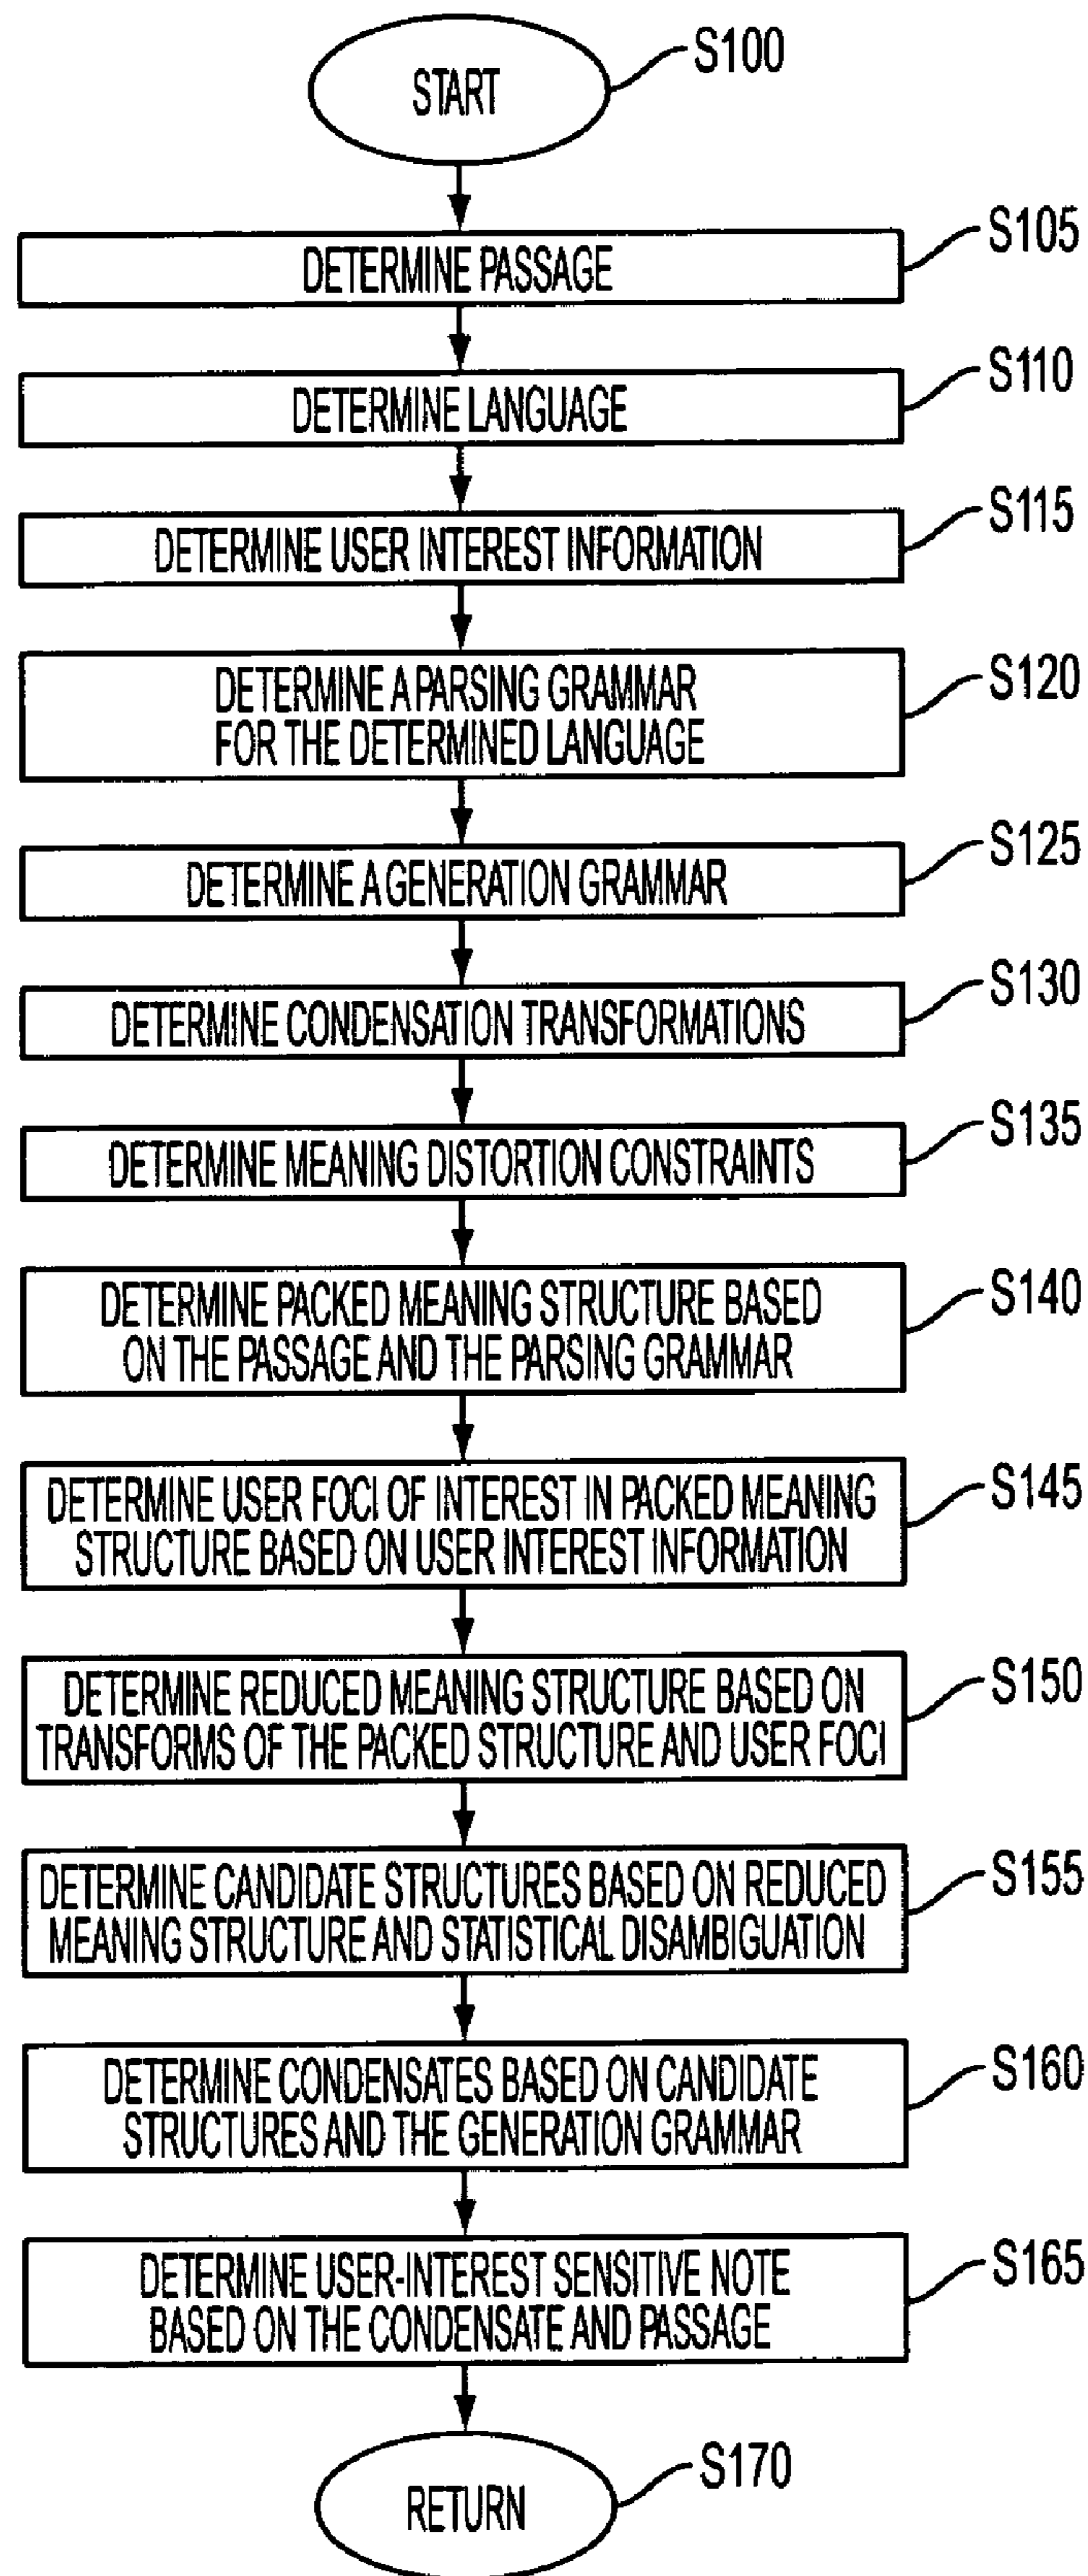 START
S100
DETERMINE PASSAGE
S105
DETERMINE LANGUAGE
S110
DETERMINE USER INTEREST INFORMATION
S115
DETERMINE A PARSING GRAMMAR
FOR THE DETERMINED LANGUAGE
S120
DETERMINE A GENERATION GRAMMAR
S125
DETERMINE CONDENSATION TRANSFORMATIONS
S130
DETERMINE MEANING DISTORTION CONSTRAINTS
S135
DETERMINE PACKED MEANING STRUCTURE BASED
ON THE PASSAGE AND THE PARSING GRAMMAR
S140
DETERMINE USER FOCI OF INTEREST IN PACKED MEANING
STRUCTURE BASED ON USER INTEREST INFORMATION
S145
DETERMINE REDUCED MEANING STRUCTURE BASED ON
TRANSFORMS OF THE PACKED STRUCTURE AND USER FOCI
S150
DETERMINE CANDIDATE STRUCTURES BASED ON REDUCED
MEANING STRUCTURE AND STATISTICAL DISAMBIGUATION
S155
DETERMINE CONDENSATES BASED ON CANDIDATE
STRUCTURES AND THE GENERATION GRAMMAR
S160
DETERMINE USER-INTEREST SENSITIVE NOTE
BASED ON THE CONDENSATE AND PASSAGE
S165
RETURN
S170